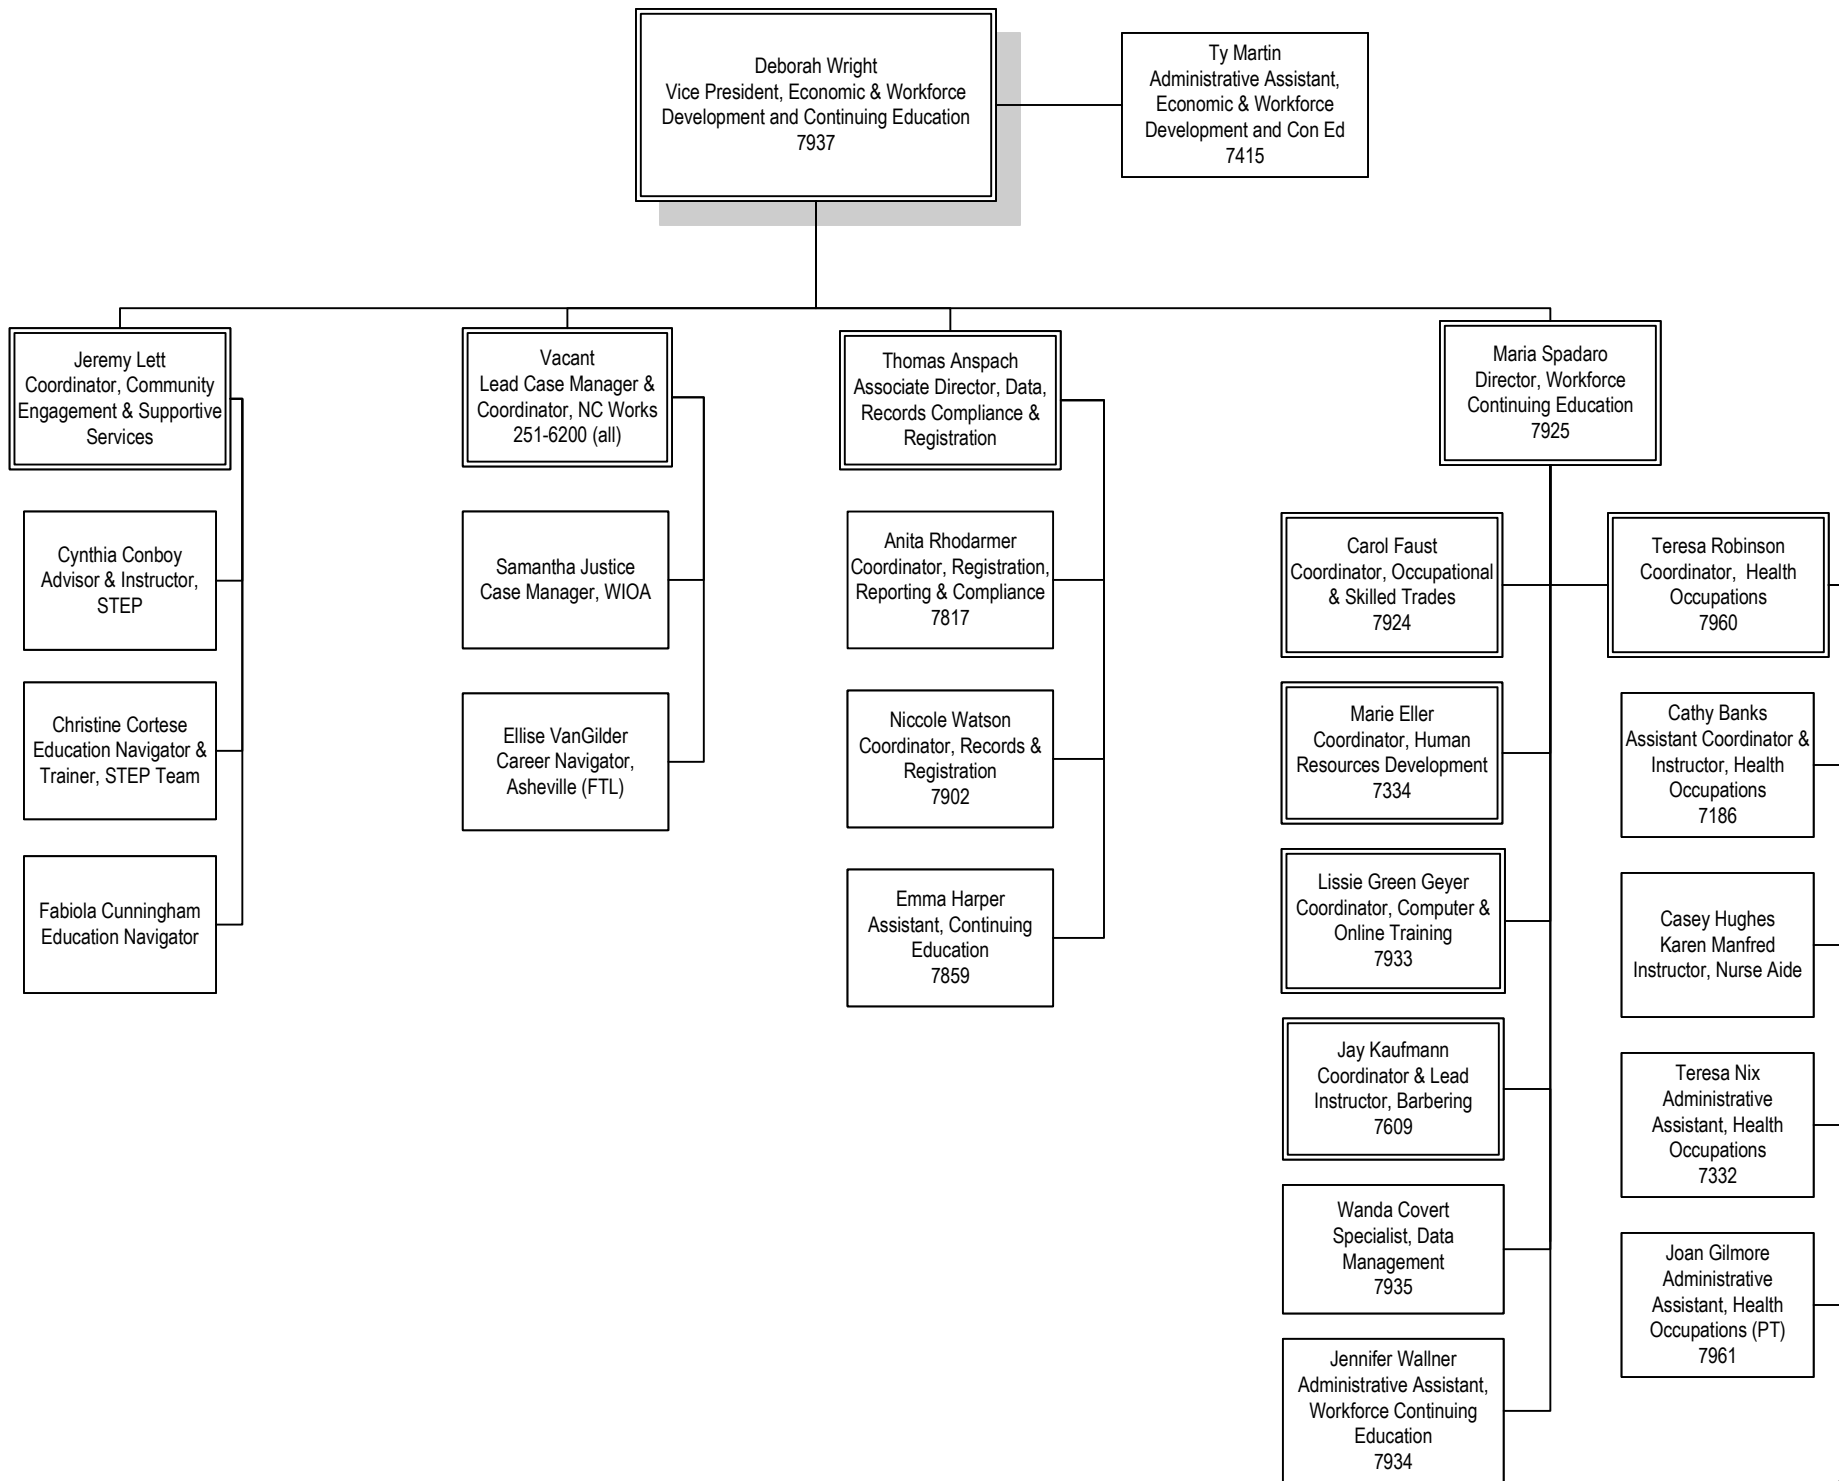 Deborah Wright
Vice President, Economic & Workforce
Development and Continuing Education
7937
Ty Martin
Administrative Assistant,
Economic & Workforce
Development and Con Ed
7415
Jeremy Lett
Coordinator, Community
Engagement & Supportive
Services
Cynthia Conboy
Advisor & Instructor,
STEP
Christine Cortese
Education Navigator &
Trainer, STEP Team
Fabiola Cunningham
Education Navigator
Vacant
Lead Case Manager &
Coordinator, NC Works
251-6200 (all)
Samantha Justice
Case Manager, WIOA
Ellise VanGilder
Career Navigator,
Asheville (FTL)
Thomas Anspach
Associate Director, Data,
Records Compliance &
Registration
Anita Rhodarmer
Coordinator, Registration,
Reporting & Compliance
7817
Niccole Watson
Coordinator, Records &
Registration
7902
Emma Harper
Assistant, Continuing
Education
7859
Maria Spadaro
Director, Workforce
Continuing Education
7925
Carol Faust
Coordinator, Occupational
& Skilled Trades
7924
Marie Eller
Coordinator, Human
Resources Development
7334
Lissie Green Geyer
Coordinator, Computer &
Online Training
7933
Jay Kaufmann
Coordinator & Lead
Instructor, Barbering
7609
Wanda Covert
Specialist, Data
Management
7935
Jennifer Wallner
Administrative Assistant,
Workforce Continuing
Education
7934
Teresa Robinson
Coordinator, Health
Occupations
7960
Cathy Banks
Assistant Coordinator &
Instructor, Health
Occupations
7186
Casey Hughes
Karen Manfred
Instructor, Nurse Aide
Teresa Nix
Administrative
Assistant, Health
Occupations
7332
Joan Gilmore
Administrative
Assistant, Health
Occupations (PT)
7961